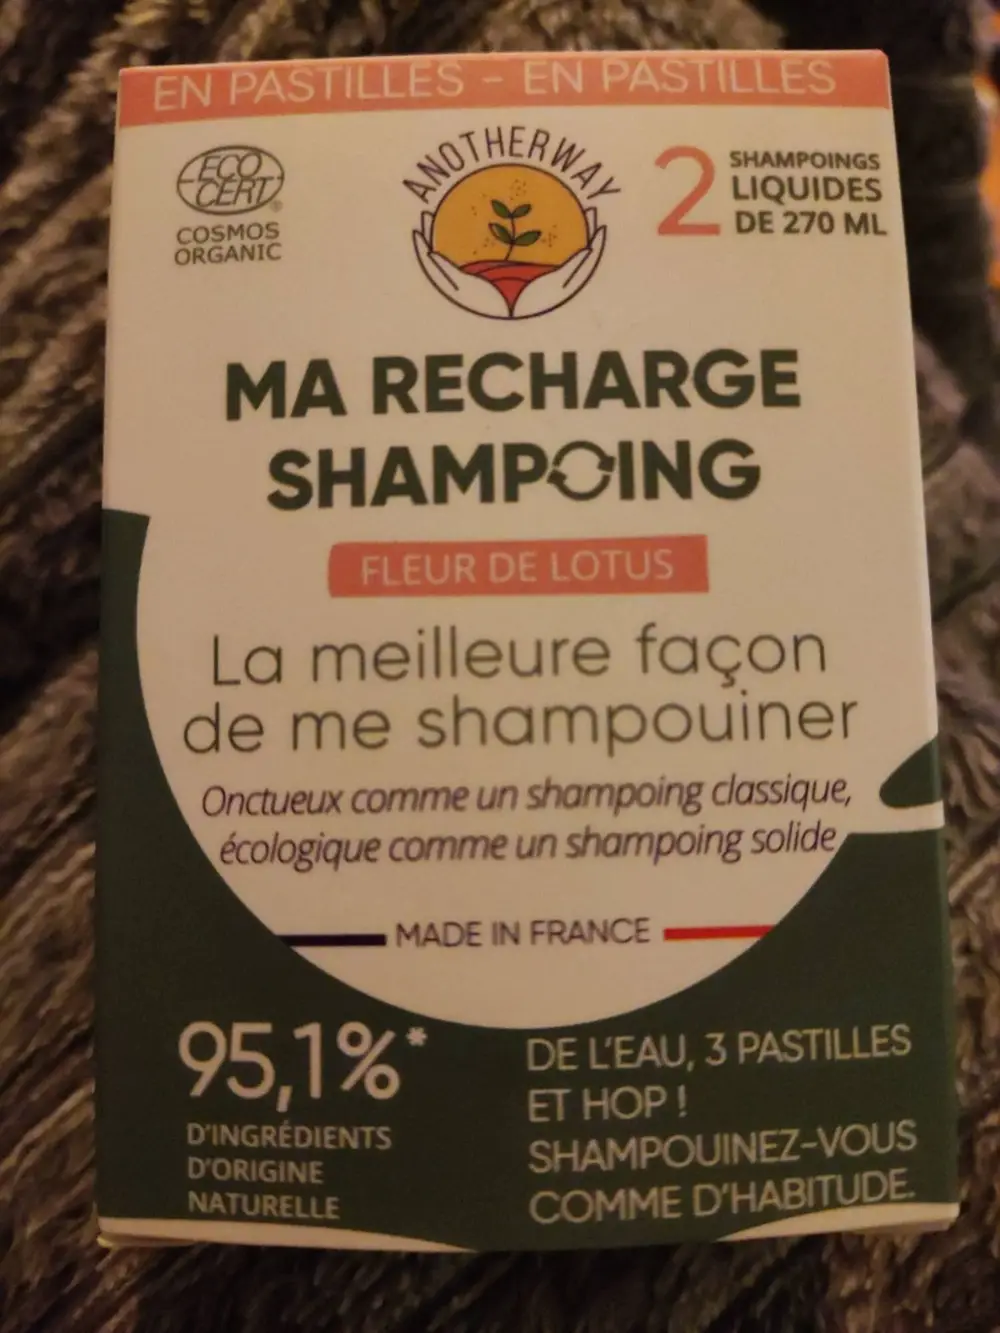 EN PASTILLES - EN PASTILLES
ECO
CERT®
COSMOS
ORGANIC
ANOTHERWAY
2 SHAMPOINGS
LIQUIDES
DE 270 ML
MA RECHARGE
SHAMPOING
FLEUR DE LOTUS
La meilleure façon
de me shampouiner
Onctueux comme un shampoing classique,
écologique comme un shampoing solide
MADE IN FRANCE
95,1%*
D'INGRÉDIENTS
D'ORIGINE
NATURELLE
DE L'EAU, 3 PASTILLES
ET HOP !
SHAMPOUINEZ-VOUS
COMME D'HABITUDE.